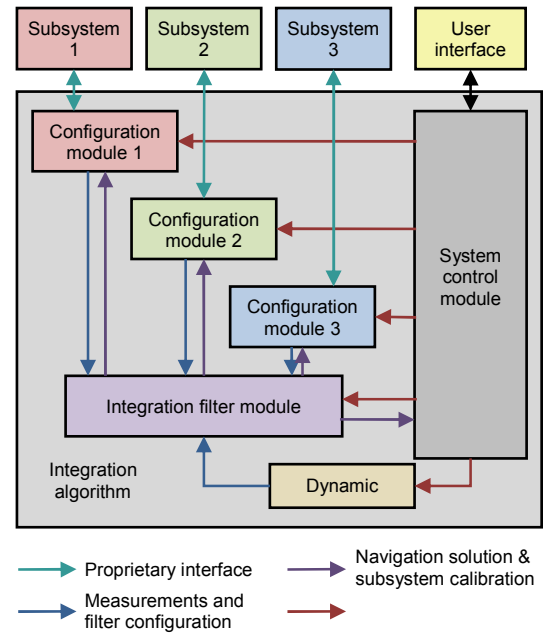 Subsystem
1
Subsystem
2
Subsystem
3
User
interface
Configuration
module 1
Configuration
module 2
System
control
module
Configuration
module 3
Integration filter module
Integration
algorithm
Dynamic
Proprietary interface
Navigation solution &
subsystem calibration
Measurements and
filter configuration